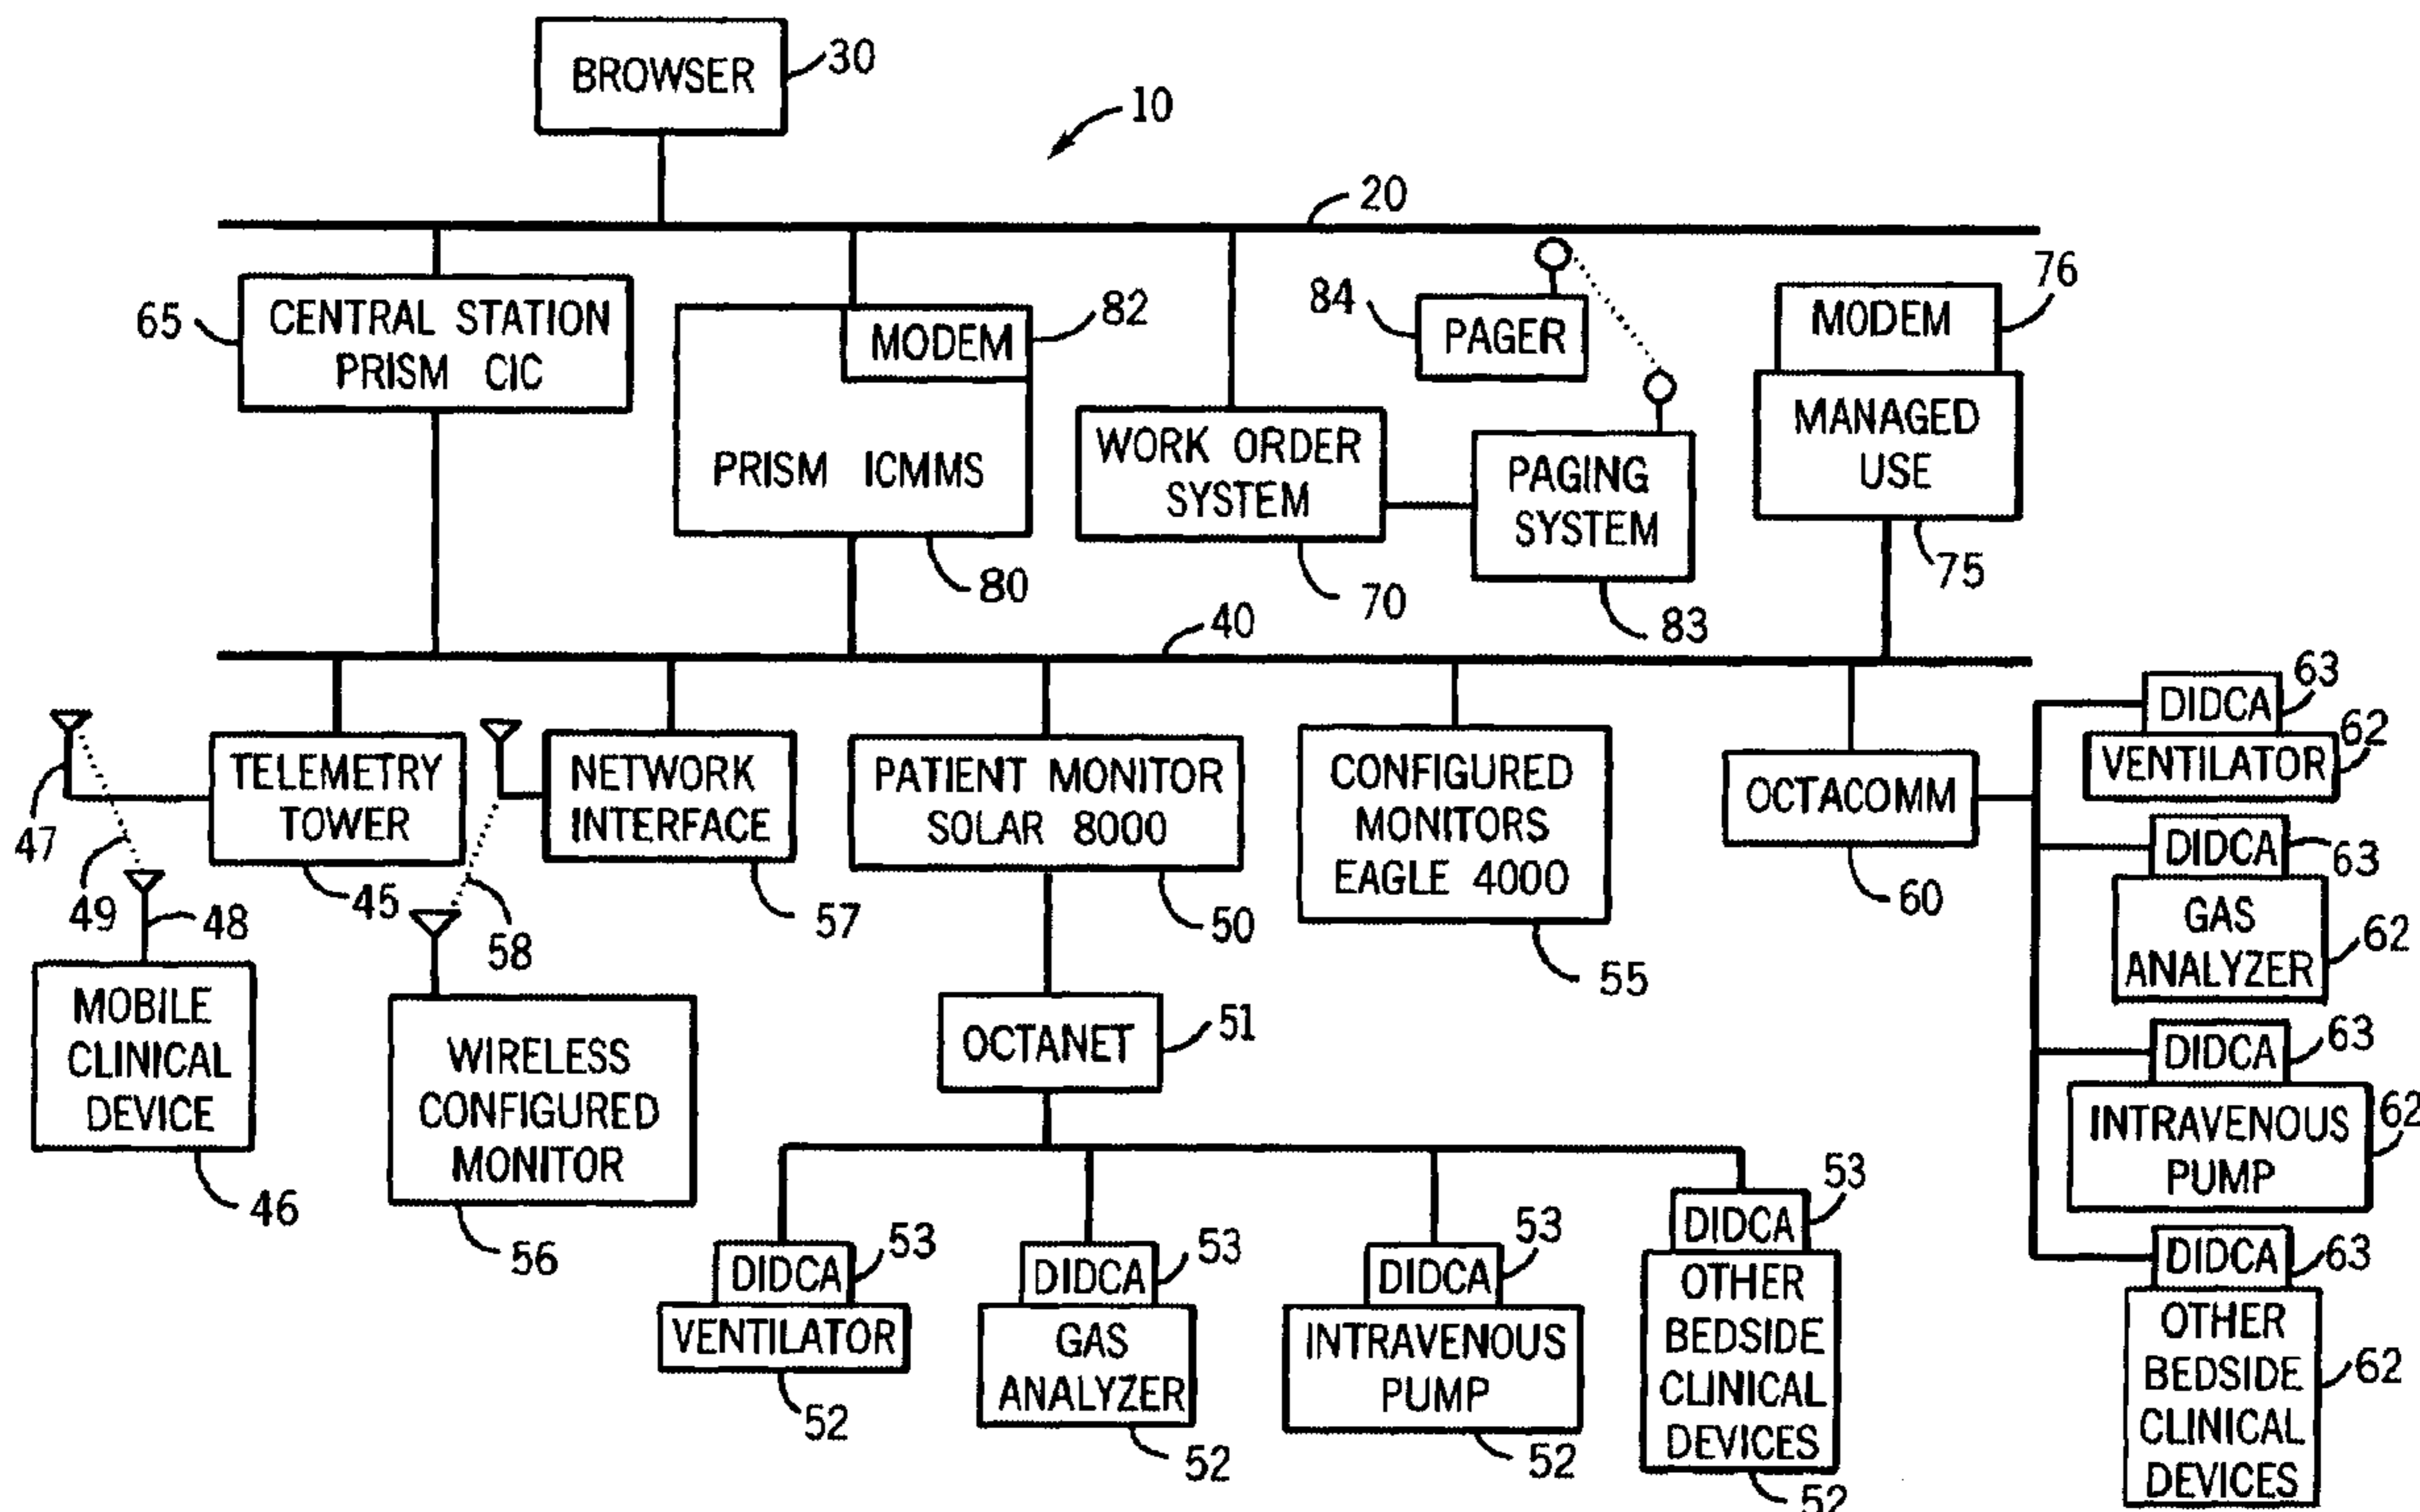 BROWSER
30
10
20
65
CENTRAL STATION
PRISM CIC
MODEM
82
PRISM ICMMS
80
WORK ORDER
SYSTEM
70
84
PAGER
PAGING
SYSTEM
83
MODEM
76
MANAGED
USE
75
40
47
49
48
TELEMETRY
TOWER
45
MOBILE
CLINICAL
DEVICE
46
NETWORK
INTERFACE
57
58
WIRELESS
CONFIGURED
MONITOR
56
PATIENT MONITOR
SOLAR 8000
50
OCTANET
51
CONFIGURED
MONITORS
EAGLE 4000
55
OCTACOMM
60
DIDCA
63
VENTILATOR
62
DIDCA
63
GAS
ANALYZER
62
DIDCA
63
INTRAVENOUS
PUMP
62
DIDCA
63
OTHER
BEDSIDE
CLINICAL
DEVICES
62
DIDCA
53
VENTILATOR
52
DIDCA
53
GAS
ANALYZER
52
DIDCA
53
INTRAVENOUS
PUMP
52
DIDCA
53
OTHER
BEDSIDE
CLINICAL
DEVICES
52